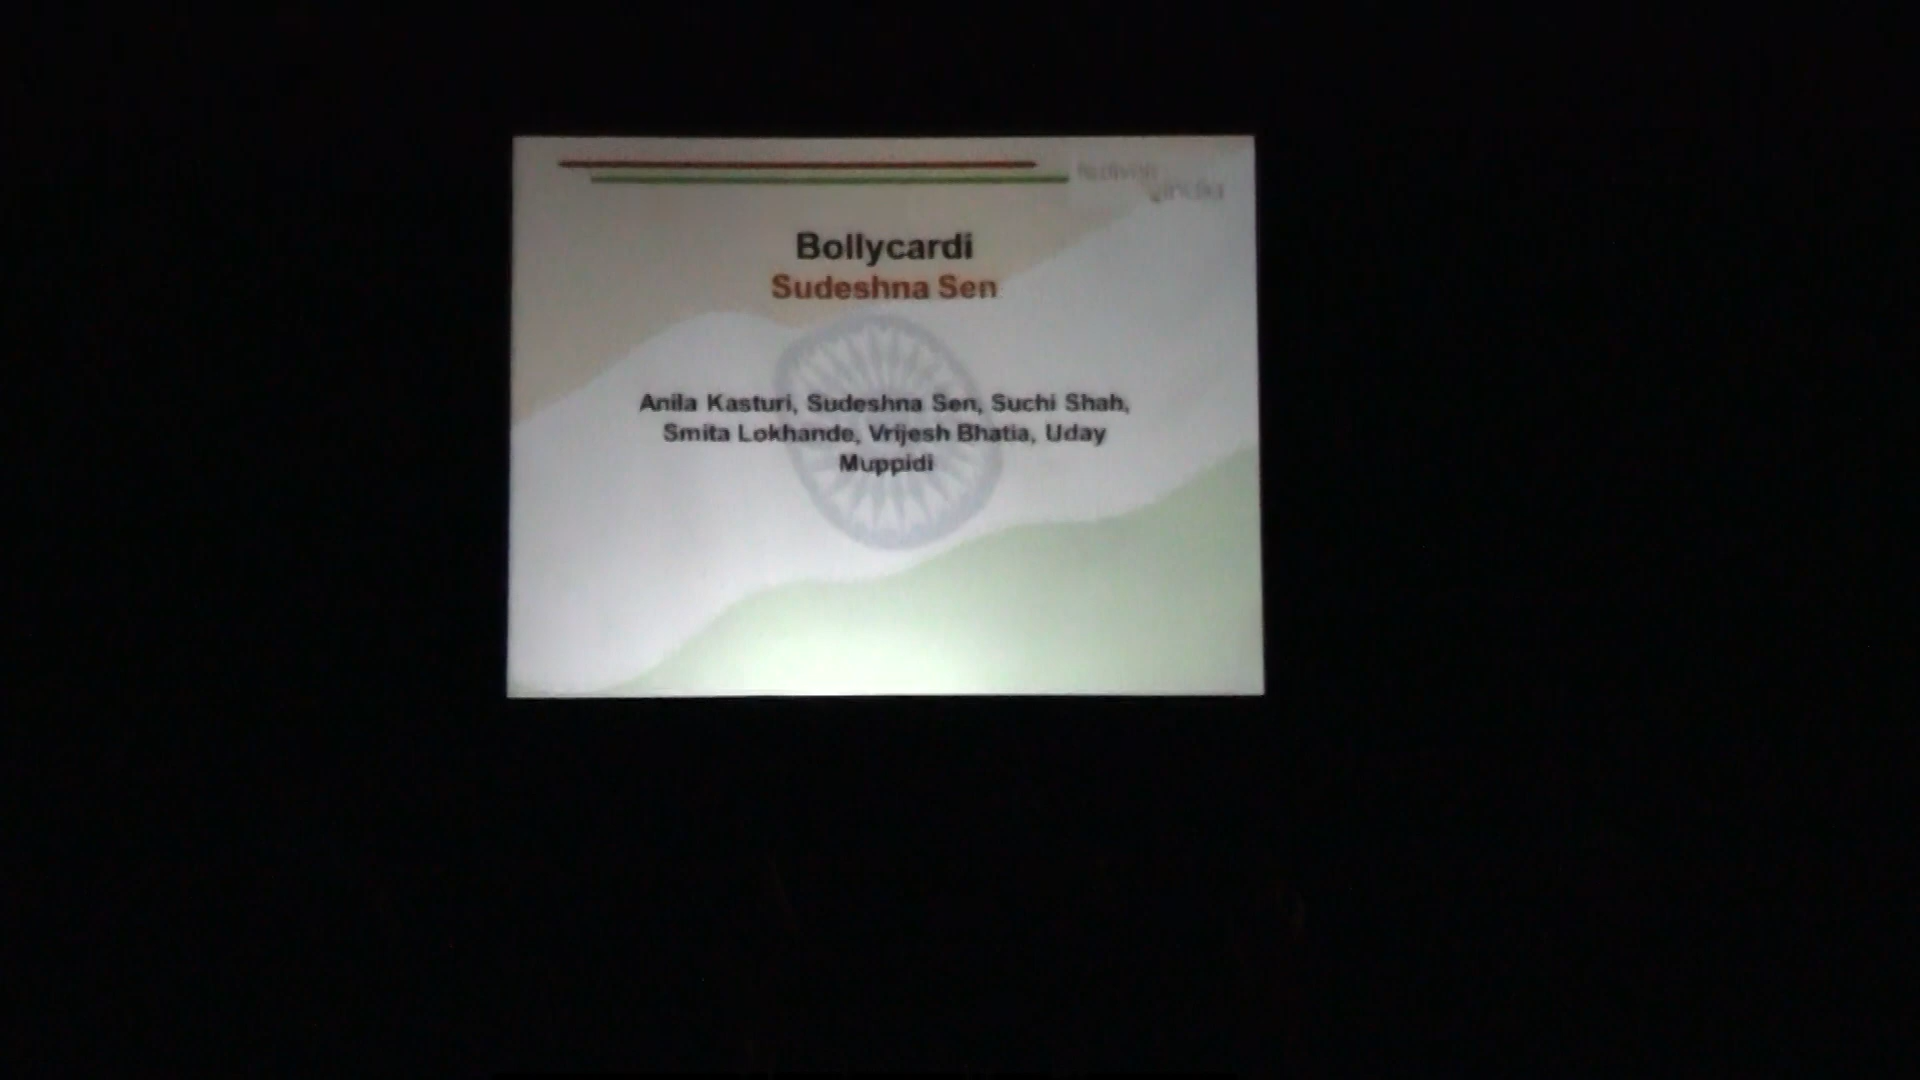 Bollycardi
Sudeshna Sen
Anila Kasturi, Sudeshna Sen, Suchi Shah,
Smita Lokhande, Vrijesh Bhatia, Uday
Muppidi